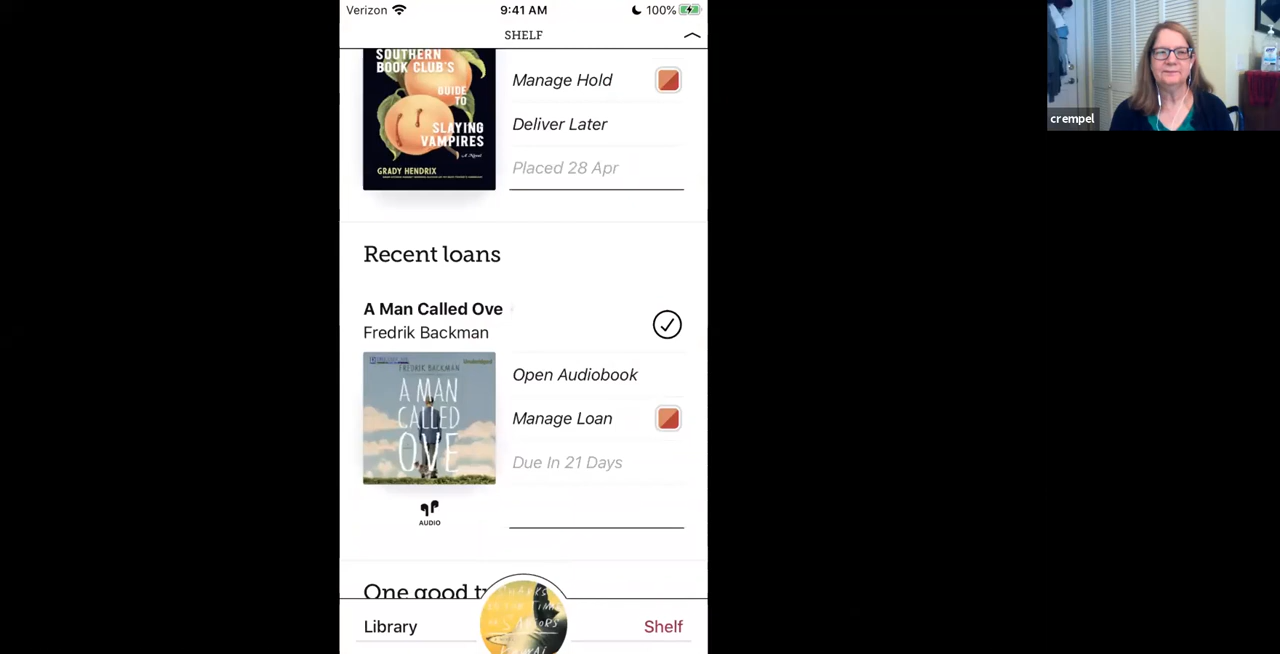 Verizon 9:41 AM 100%
SHELF
SOUTHERN
BOOK CLUB'S
GUIDE
TO
SLAYING
VAMPIRES
A Novel
GRADY HENDRIX
Manage Hold
Deliver Later
Placed 28 Apr
Recent loans
A Man Called Ove
Fredrik Backman
Unabridged
FREDRIK BACKMAN
A MAN
CALLED
OVE
AUDIO
Open Audiobook
Manage Loan
Due In 21 Days
One good
Library
Shelf
crempel